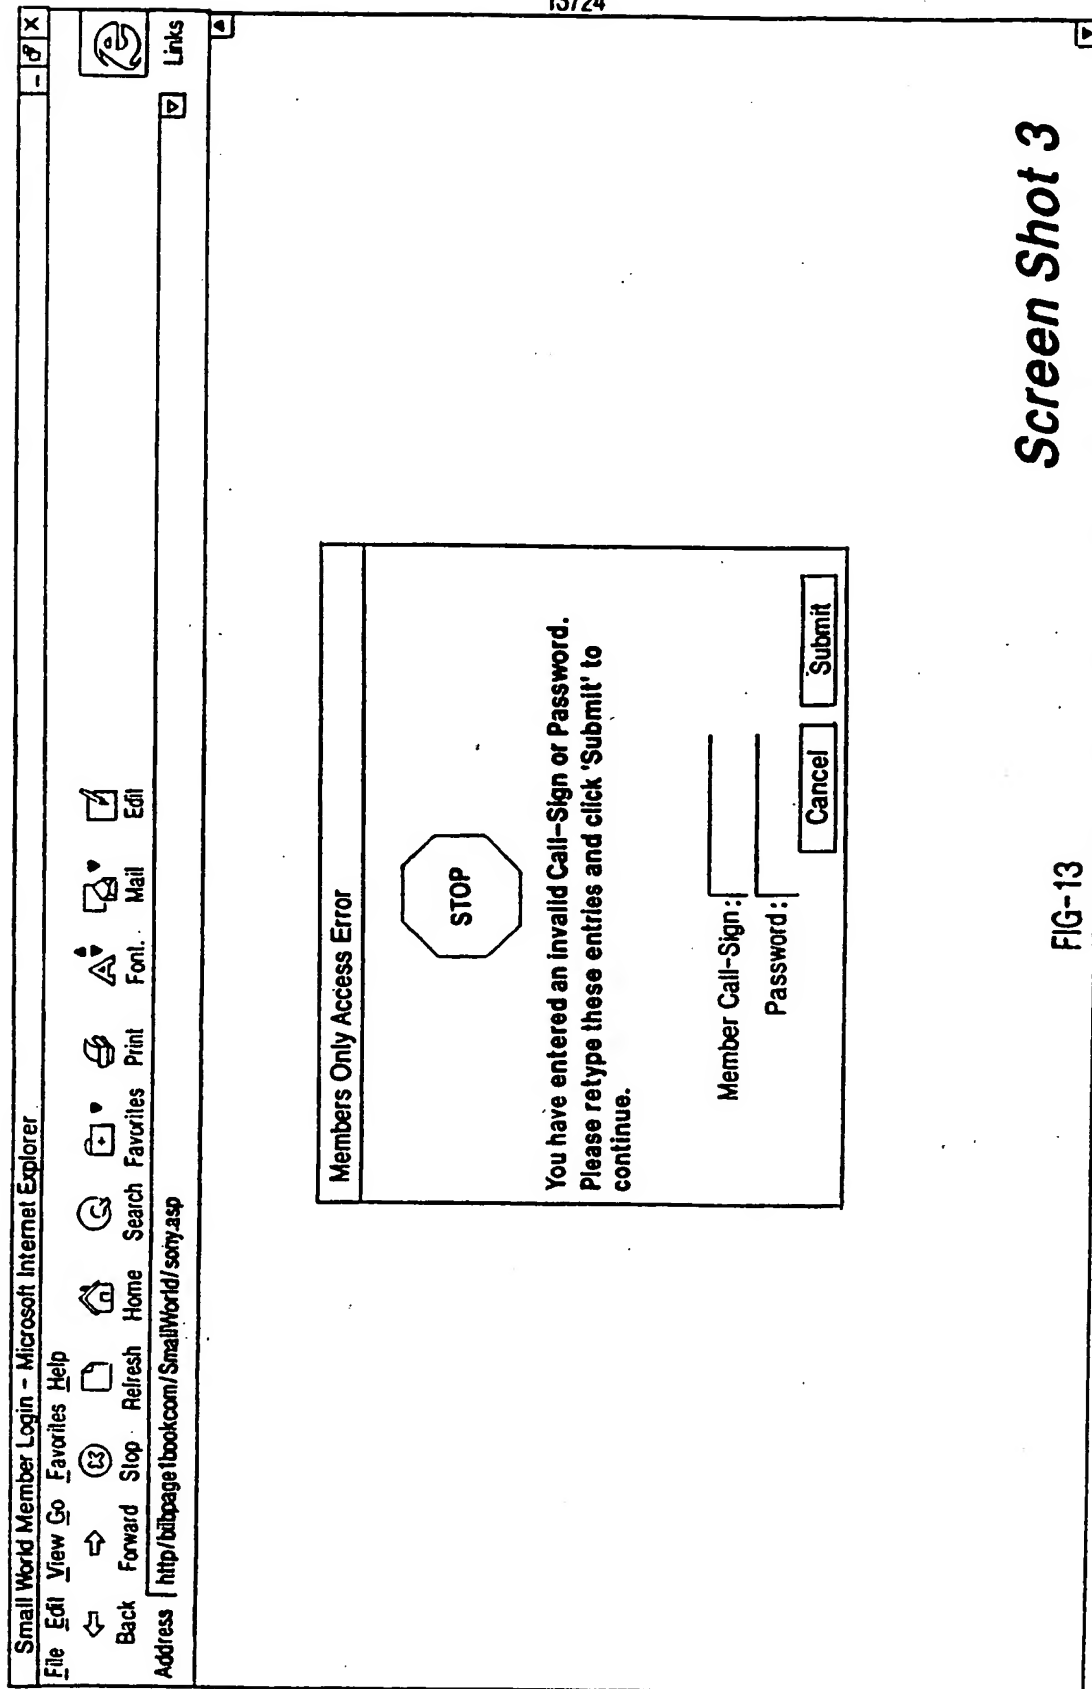 13/24
Small World Member Login - Microsoft Internet Explorer
File Edit View Go Favorites Help
Back Forward Stop Refresh Home Search Favorites Print Font Mail Edit
Address http/bilbpage1bookcom/SmallWorld/sony.asp Links
Members Only Access Error
STOP
You have entered an invalid Call-Sign or Password.
Please retype these entries and click 'Submit' to
continue.
Member Call-Sign:
Password:
Cancel Submit
Screen Shot 3
FIG-13